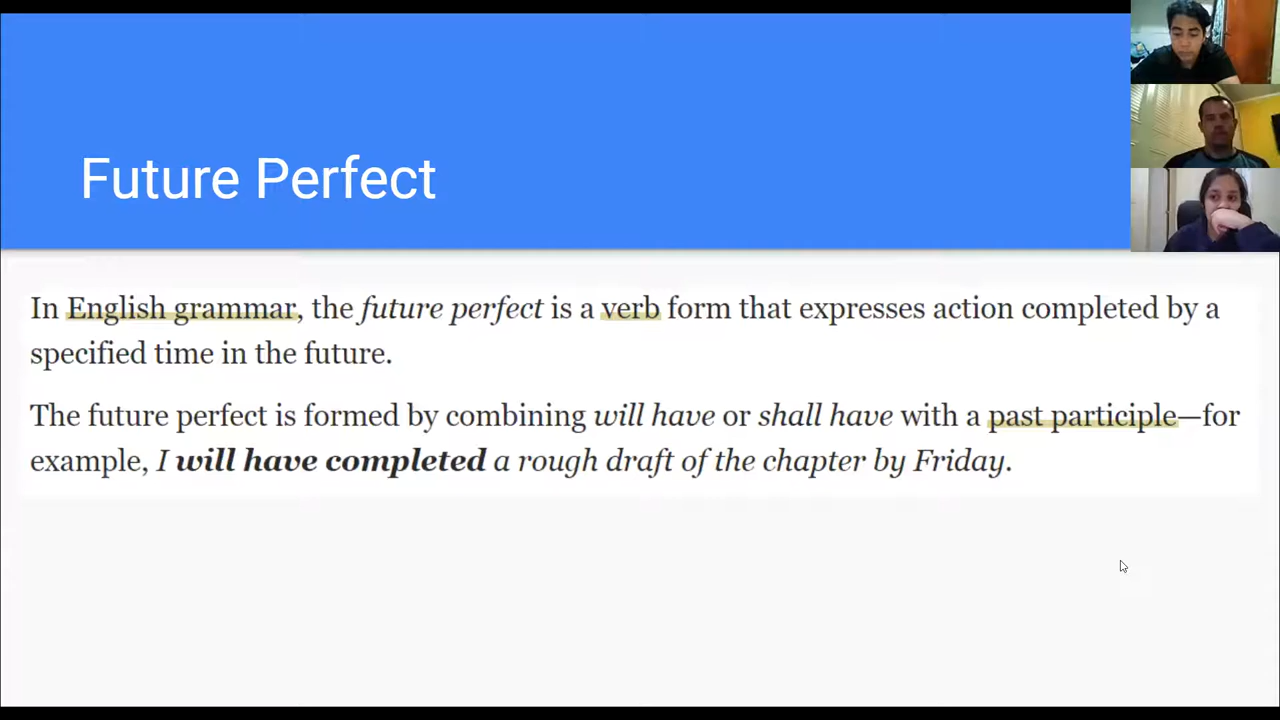 Future Perfect
In English grammar, the future perfect is a verb form that expresses action completed by a
specified time in the future.
The future perfect is formed by combining will have or shall have with a past participle—for
example, I will have completed a rough draft of the chapter by Friday.